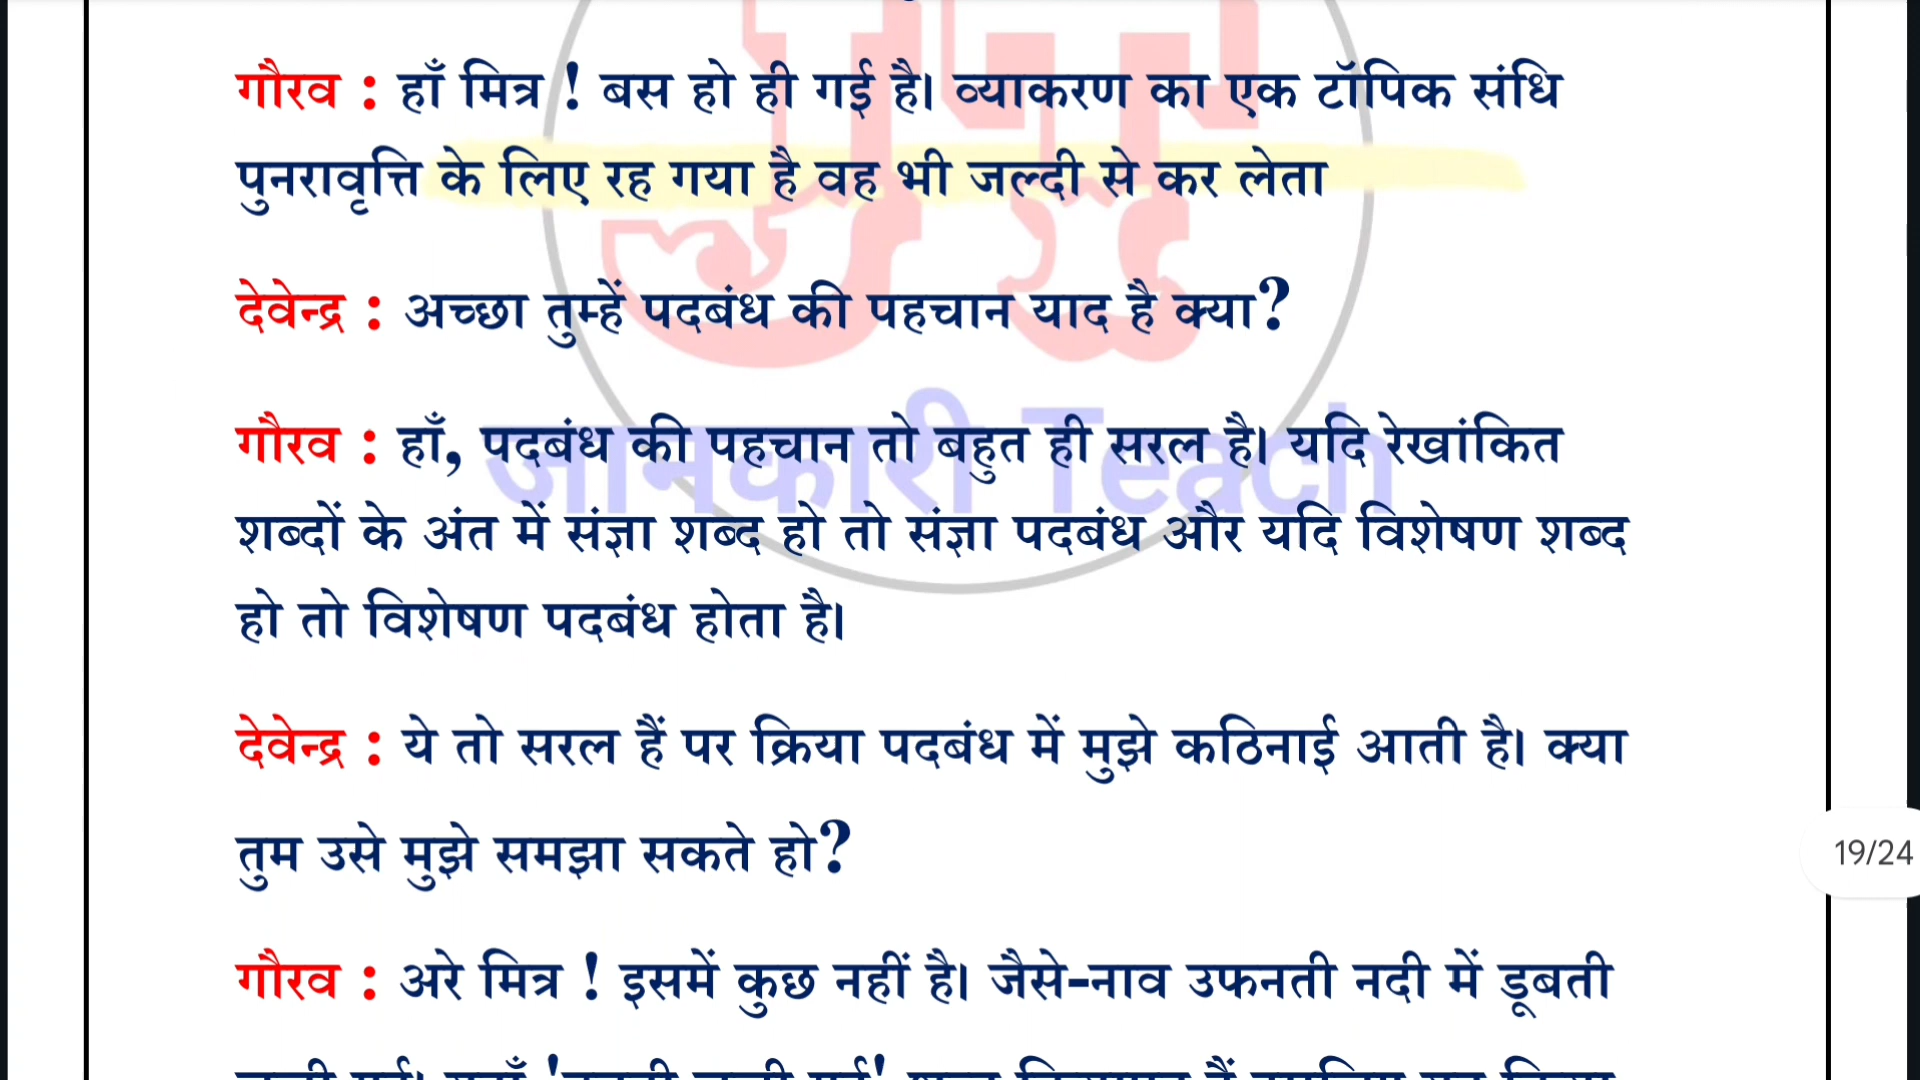 गौरव : हाँ मित्र ! बस हो ही गई है। व्याकरण का एक टॉपिक संधि
पुनरावृत्ति के लिए रह गया है वह भी जल्दी से कर लेता
देवेन्द्र : अच्छा तुम्हें पदबंध की पहचान याद है क्या?
गौरव : हाँ, पदबंध की पहचान तो बहुत ही सरल है। यदि रेखांकित
जानकारी Teach
शब्दों के अंत में संज्ञा शब्द हो तो संज्ञा पदबंध और यदि विशेषण शब्द
हो तो विशेषण पदबंध होता है।
देवेन्द्र : ये तो सरल हैं पर क्रिया पदबंध में मुझे कठिनाई आती है। क्या
तुम उसे मुझे समझा सकते हो?
19/24
गौरव : अरे मित्र ! इसमें कुछ नहीं है। जैसे-नाव उफनती नदी में डूबती